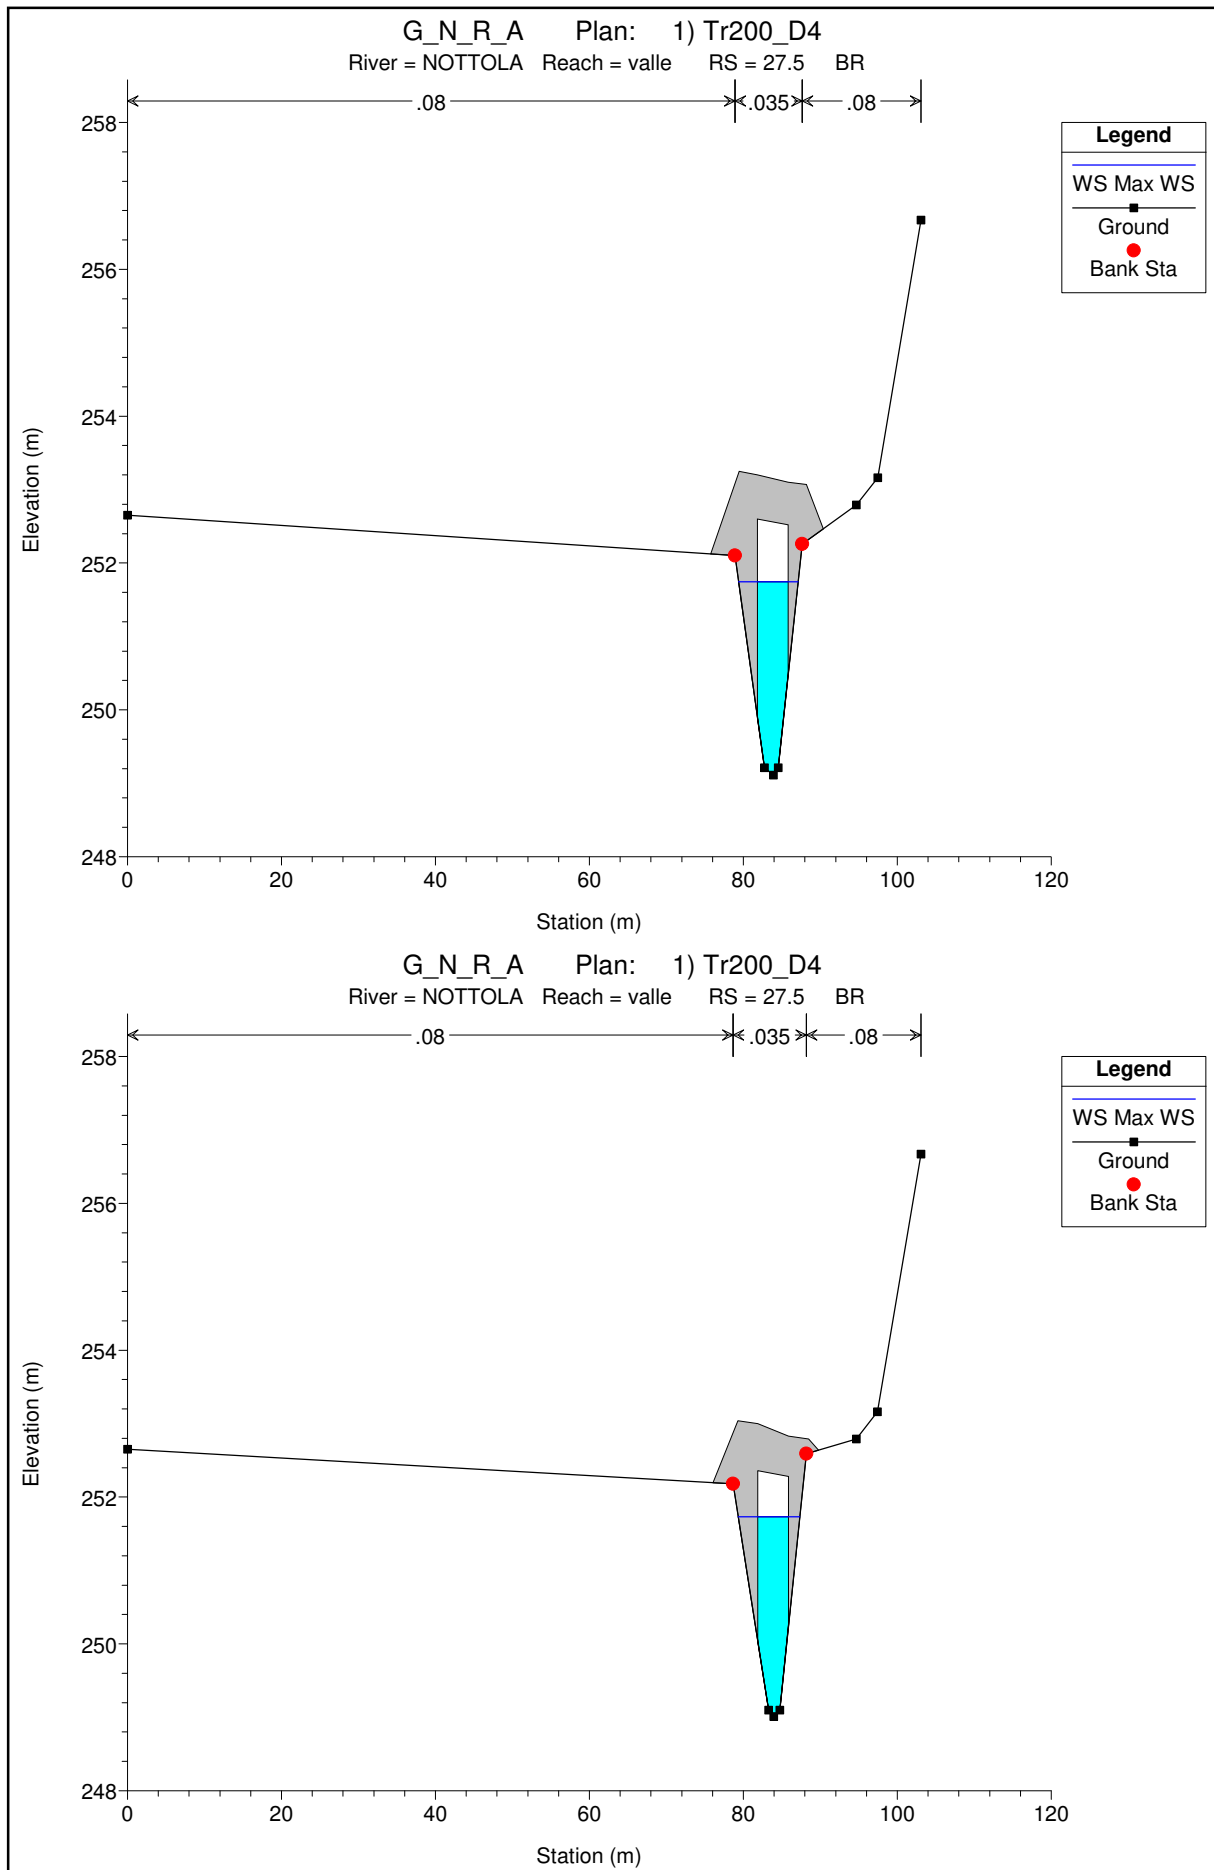 G_N_R_A Plan: 1) Tr200_D4
River = NOTTOLA Reach = valle RS = 27.5 BR
.08 .035 .08
258
256
254
252
250
248
Elevation (m)
0 20 40 60 80 100 120
Station (m)
Legend
WS Max WS
Ground
Bank Sta
G_N_R_A Plan: 1) Tr200_D4
River = NOTTOLA Reach = valle RS = 27.5 BR
.08 .035 .08
258
256
254
252
250
248
Elevation (m)
0 20 40 60 80 100 120
Station (m)
Legend
WS Max WS
Ground
Bank Sta